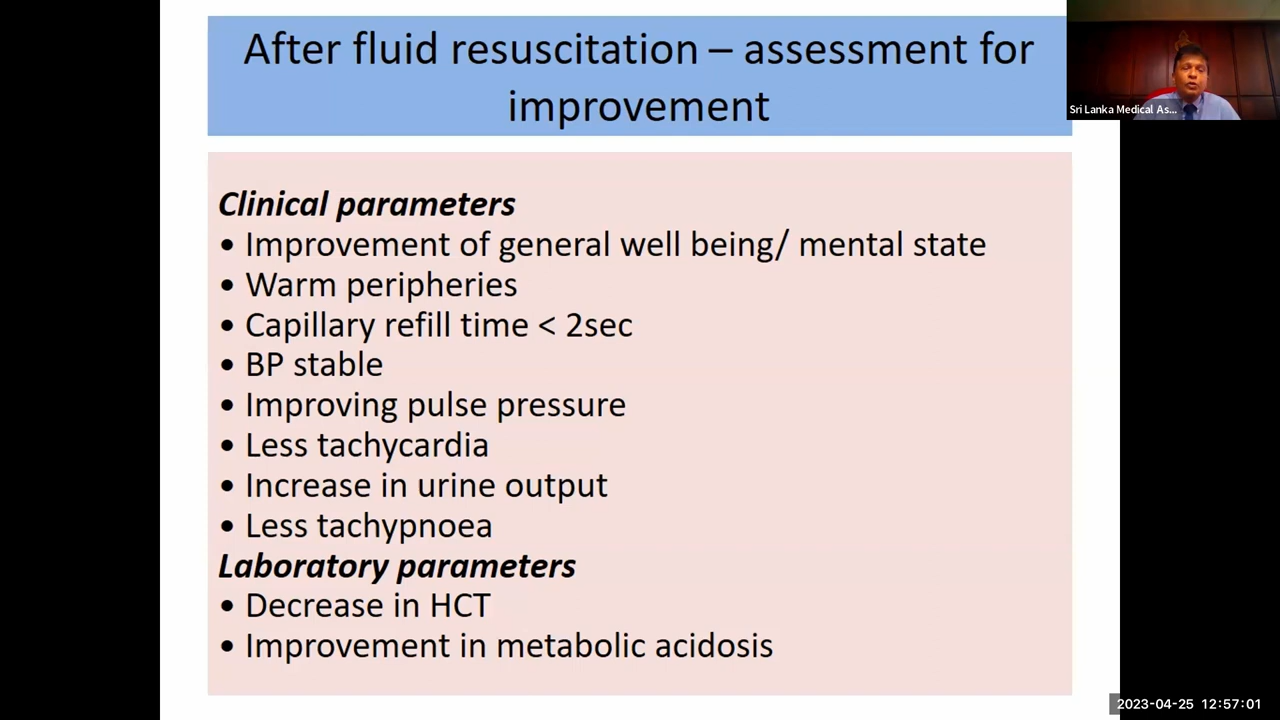 After fluid resuscitation – assessment for
improvement
Sri Lanka Medical As...
Clinical parameters
• Improvement of general well being/ mental state
• Warm peripheries
• Capillary refill time < 2sec
• BP stable
• Improving pulse pressure
• Less tachycardia
• Increase in urine output
• Less tachypnoea
Laboratory parameters
• Decrease in HCT
• Improvement in metabolic acidosis
2023-04-25 12:57:01